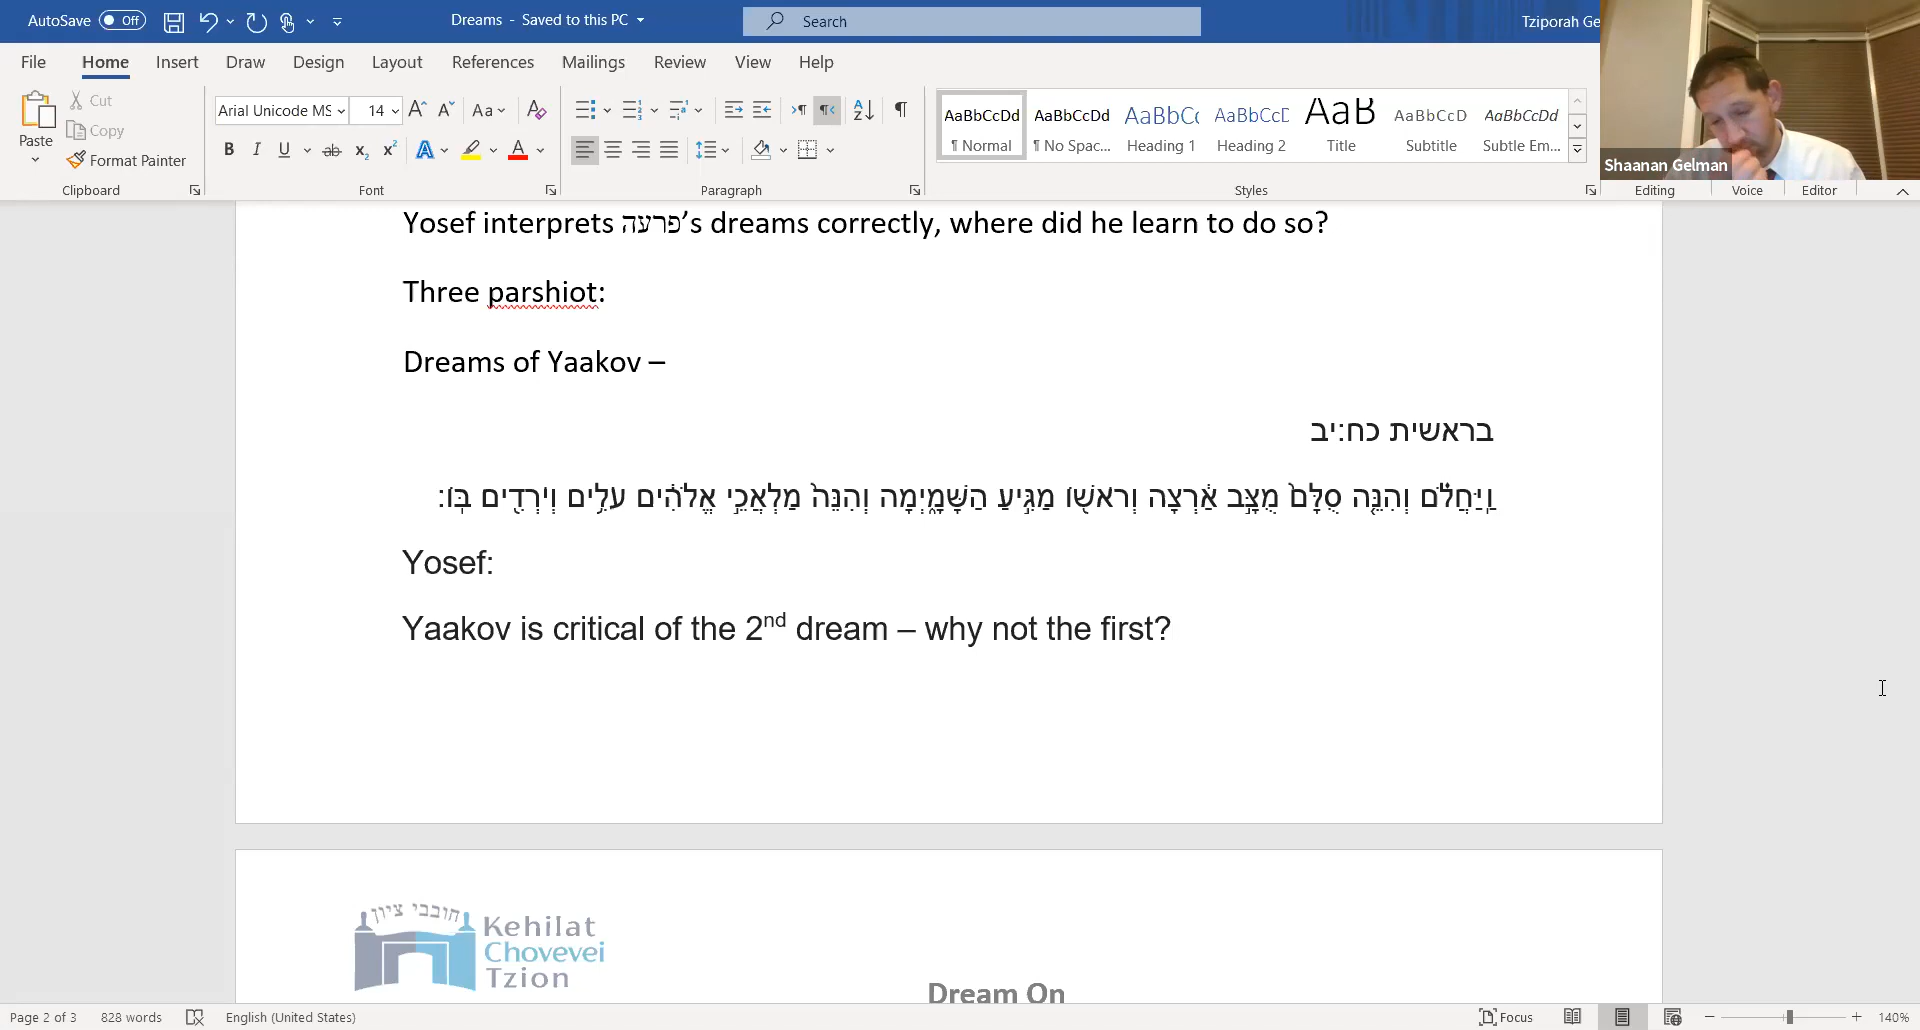 AutoSave Off
Dreams - Saved to this PC
Search
Tziporah Ge
File Home Insert Draw Design Layout References Mailings Review View Help
Paste
Cut
Copy
Format Painter
Clipboard
Arial Unicode MS 14
Font
Paragraph
AaBbCcDd AaBbCcDd AaBbCc AaBbCcD AaB AaBbCcD AaBbCcDd
¶ Normal ¶ No Spac... Heading 1 Heading 2 Title Subtitle Subtle Em...
Styles
Editing Voice Editor
Shaanan Gelman
Yosef interprets פרעה’s dreams correctly, where did he learn to do so?
Three parshiot:
Dreams of Yaakov –
בראשית כח:יב
וַֽיַּחֲלֹ֗ם וְהִנֵּ֤ה סֻלָּם֙ מֻצָּ֣ב אַ֔רְצָה וְרֹאשׁ֖וֹ מַגִּ֣יעַ הַשָּׁמָ֑יְמָה וְהִנֵּה֙ מַלְאֲכֵ֣י אֱלֹהִ֔ים עֹלִ֥ים וְיֹרְדִ֖ים בּֽוֹ׃
Yosef:
Yaakov is critical of the 2nd dream – why not the first?
חובבי ציון
Kehilat
Chovevei
Tzion
Dream On
Page 2 of 3 828 words English (United States) Focus 140%